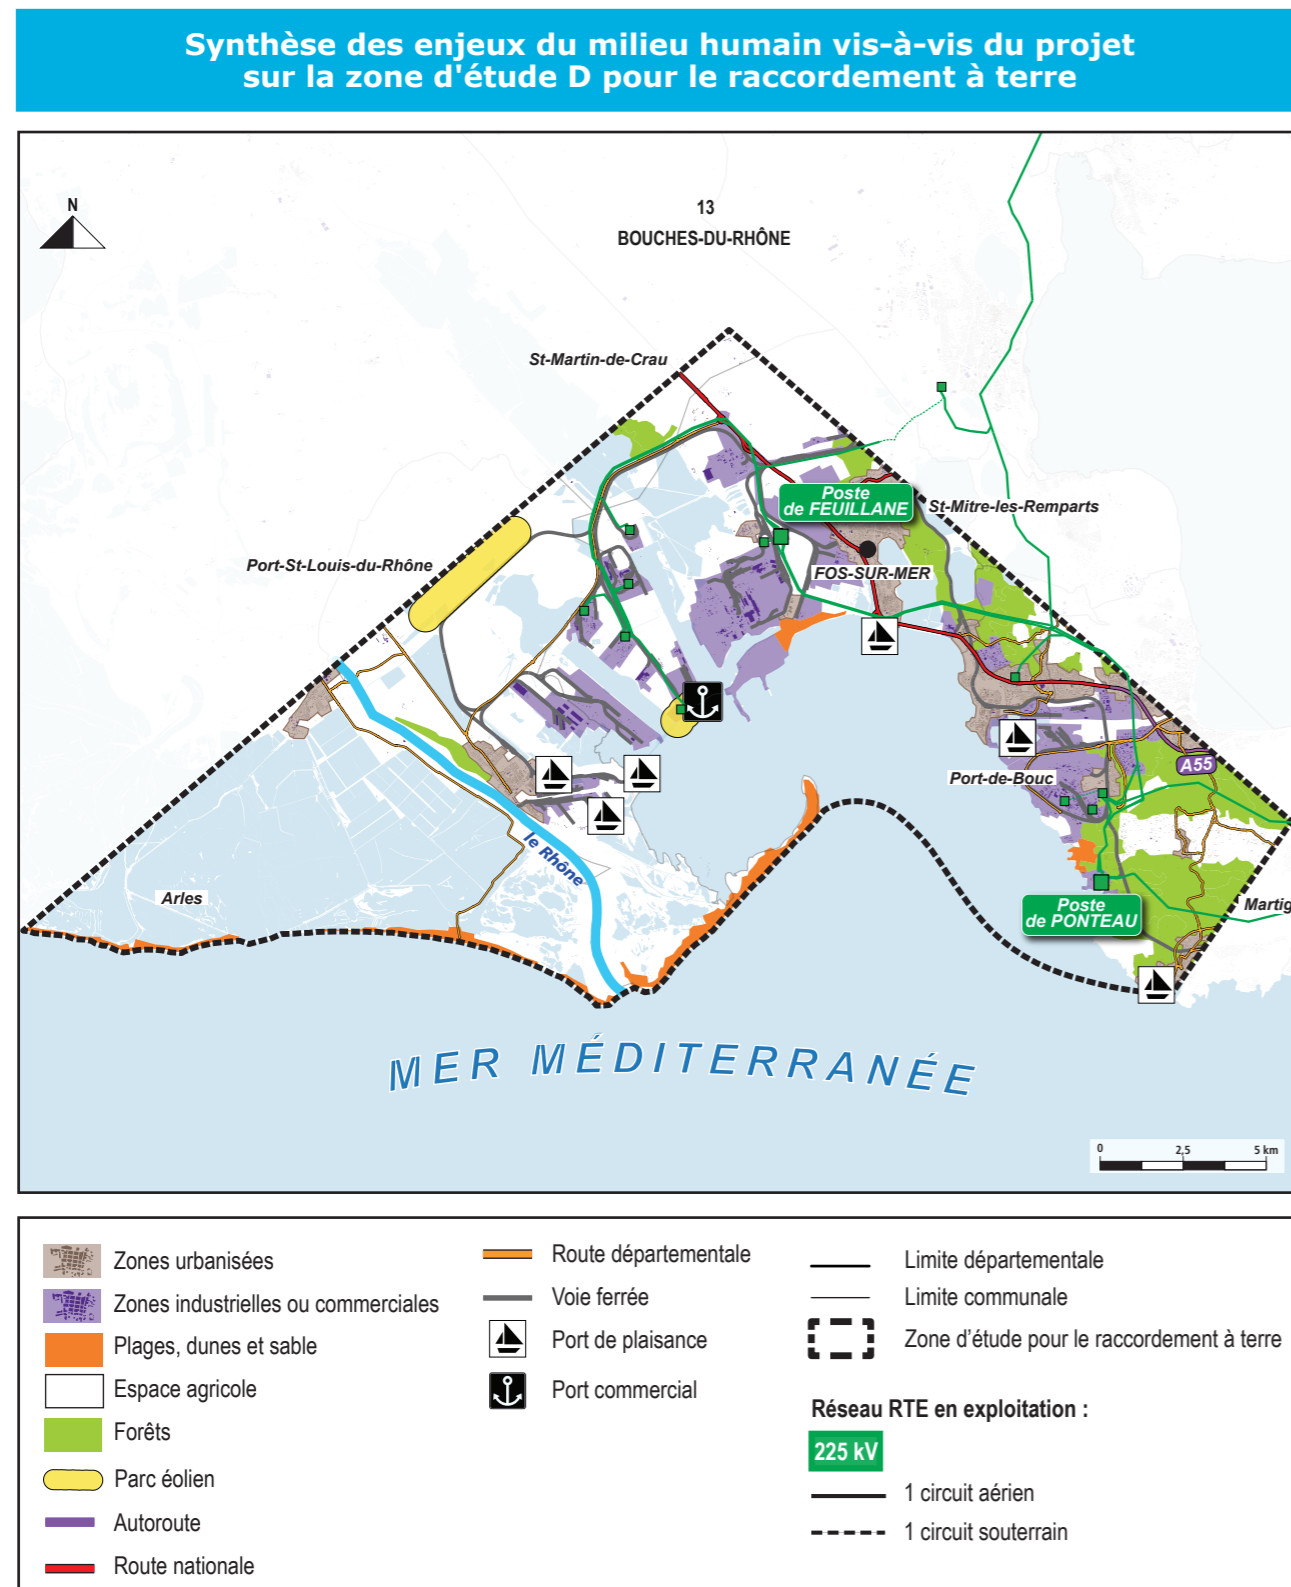 Synthèse des enjeux du milieu humain vis-à-vis du projet
sur la zone d'étude D pour le raccordement à terre
N
13
BOUCHES-DU-RHÔNE
St-Martin-de-Crau
Poste
de FEUILLANE
St-Mitre-les-Remparts
Port-St-Louis-du-Rhône
FOS-SUR-MER
A55
Port-de-Bouc
le Rhône
Arles
Martig
Poste
de PONTEAU
MER MÉDITERRANÉE
0 2,5 5 km
Zones urbanisées
Zones industrielles ou commerciales
Plages, dunes et sable
Espace agricole
Forêts
Parc éolien
Autoroute
Route nationale
Route départementale
Voie ferrée
Port de plaisance
Port commercial
Limite départementale
Limite communale
Zone d’étude pour le raccordement à terre
Réseau RTE en exploitation :
225 kV
1 circuit aérien
1 circuit souterrain